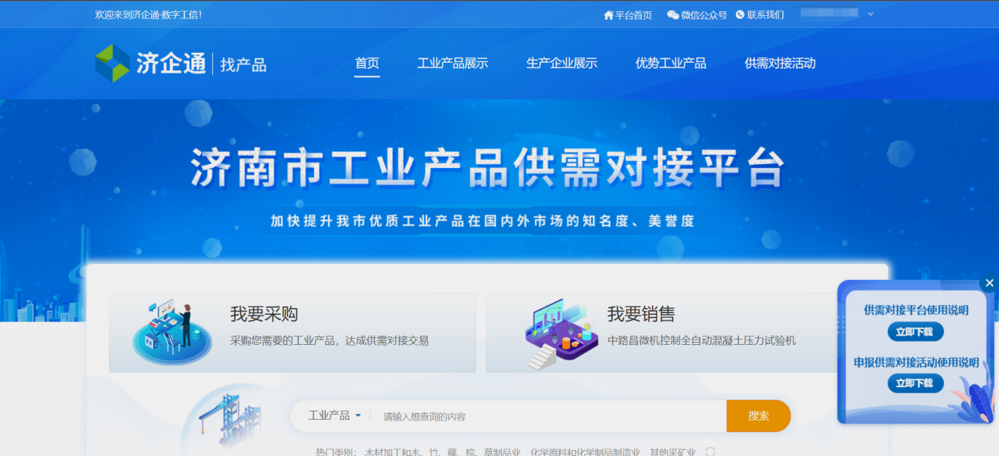 欢迎来到济企通·数字工信!
平台首页 微信公众号 联系我们
济企通 找产品
首页 工业产品展示 生产企业展示 优势工业产品 供需对接活动
济南市工业产品供需对接平台
加快提升我市优质工业产品在国内外市场的知名度、美誉度
我要采购
采购您需要的工业产品，达成供需对接交易
我要销售
中路昌微机控制全自动混凝土压力试验机
供需对接平台使用说明
立即下载
申报供需对接活动使用说明
立即下载
工业产品 请输入想查询的内容 搜索
热门类别： 木材加工和木、竹、藤、棕、草制品业 化学原料和化学制品制造业 其他采矿业